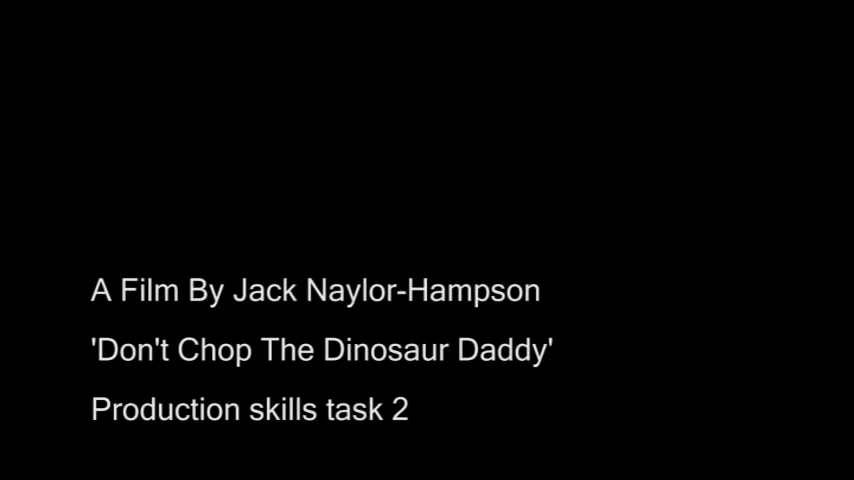 A Film By Jack Naylor-Hampson
'Don't Chop The Dinosaur Daddy'
Production skills task 2